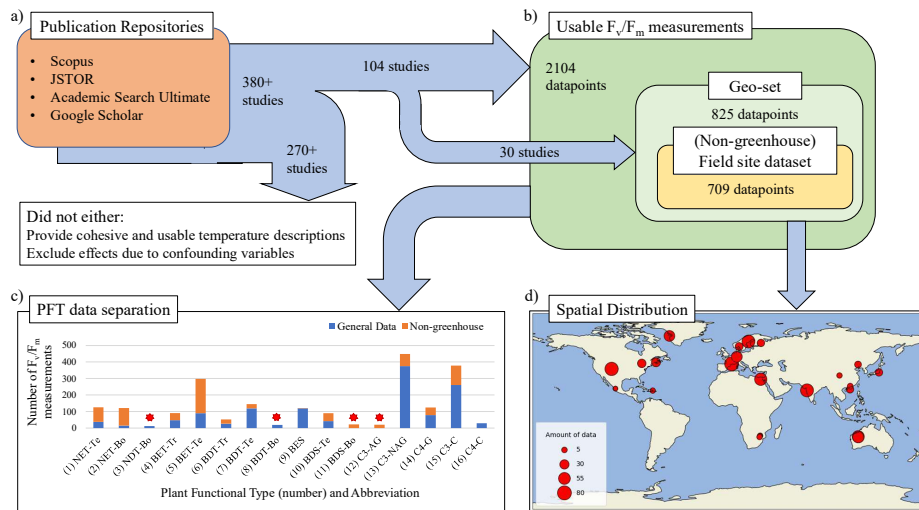 a)
Publication Repositories
• Scopus
• JSTOR
• Academic Search Ultimate
• Google Scholar
380+
studies
104 studies
270+
studies
30 studies
Did not either:
Provide cohesive and usable temperature descriptions
Exclude effects due to confounding variables
b)
Usable Fv/Fm measurements
2104
datapoints
Geo-set
825 datapoints
(Non-greenhouse)
Field site dataset
709 datapoints
c)
PFT data separation
General Data
Non-greenhouse
Number of Fv/Fm
measurements
500
400
300
200
100
0
(1) NET-Te
(2) NET-Bo
(3) NDT-Bo
(4) BET-Tr
(5) BET-Te
(6) BDT-Tr
(7) BDT-Te
(8) BDT-Bo
(9) BES
(10) BDS-Te
(11) BDS-Bo
(12) C3-AG
(13) C3-NAG
(14) C4-G
(15) C3-C
(16) C4-C
Plant Functional Type (number) and Abbreviation
d)
Spatial Distribution
Amount of data
5
30
55
80